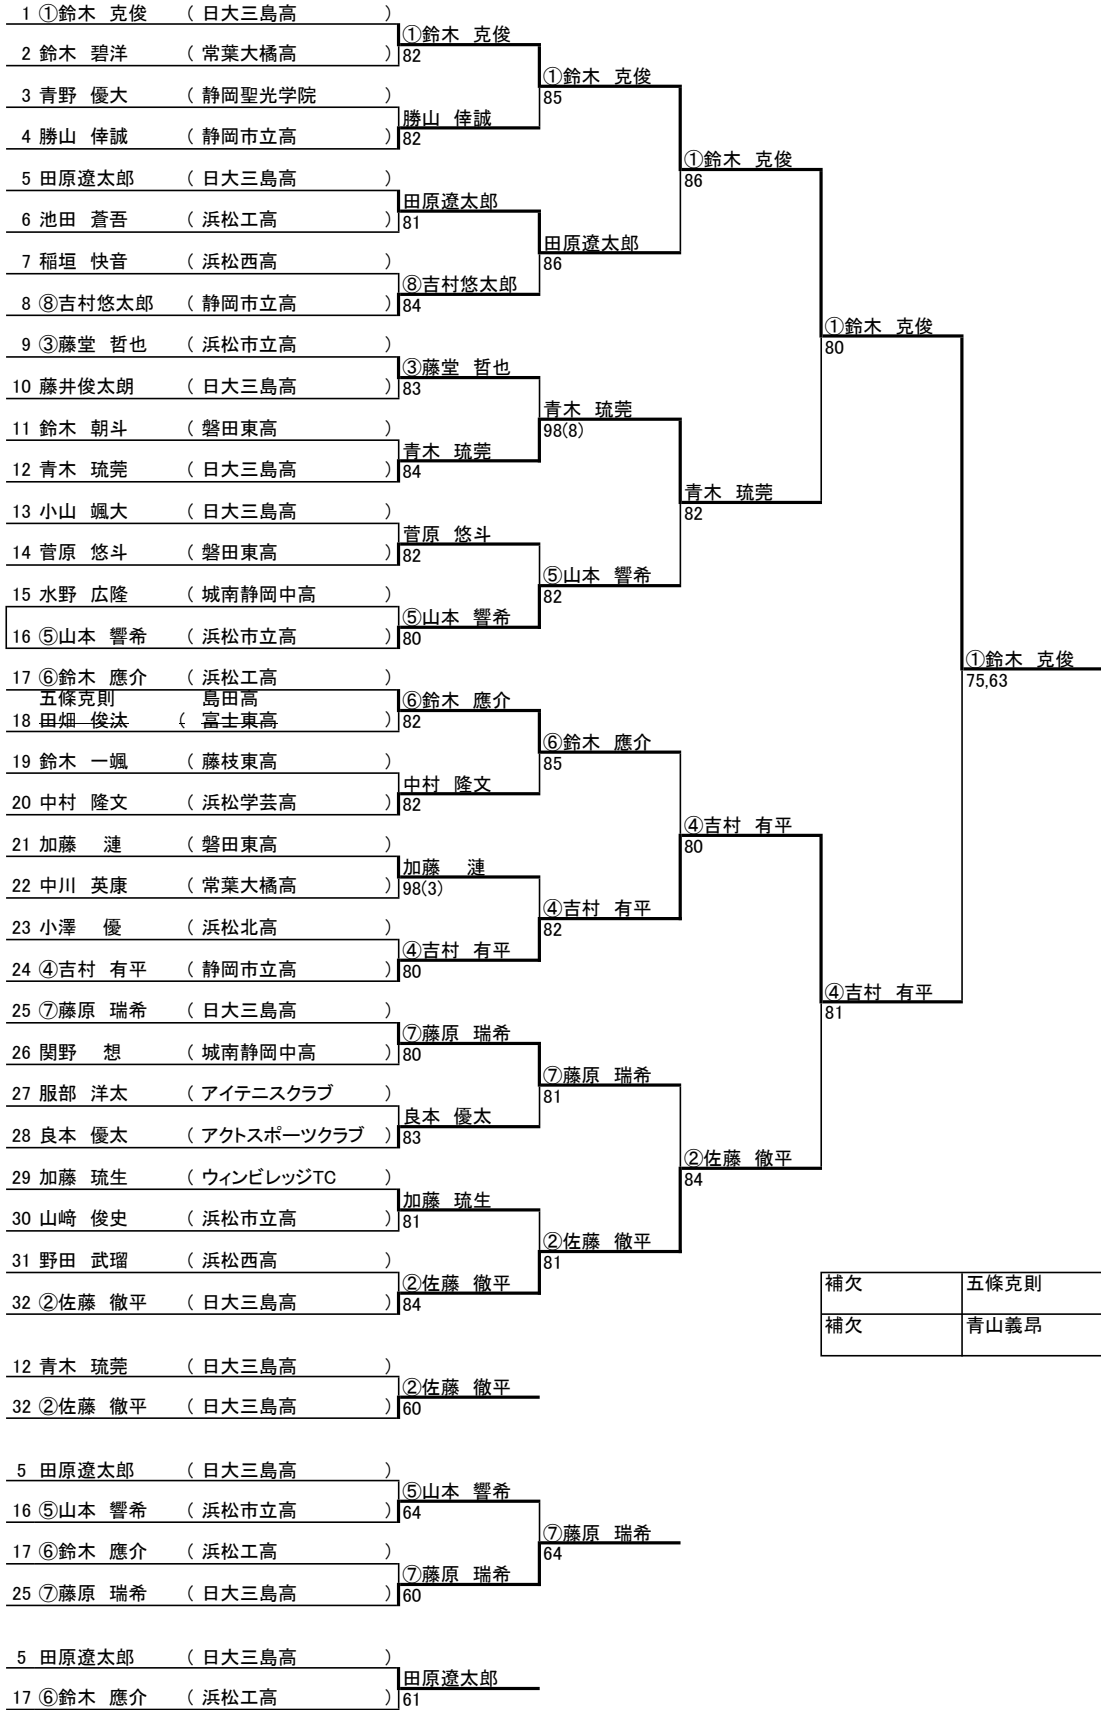 1 ①鈴木 克俊 ( 日大三島高 )
①鈴木 克俊
2 鈴木 碧洋 ( 常葉大橘高 ) 82
①鈴木 克俊
3 青野 優大 ( 静岡聖光学院 ) 85
勝山 倖誠
4 勝山 倖誠 ( 静岡市立高 ) 82
①鈴木 克俊
5 田原遼太郎 ( 日大三島高 ) 86
田原遼太郎
6 池田 蒼吾 ( 浜松工高 ) 81
田原遼太郎
7 稲垣 快音 ( 浜松西高 ) 86
⑧吉村悠太郎
8 ⑧吉村悠太郎 ( 静岡市立高 ) 84
①鈴木 克俊
9 ③藤堂 哲也 ( 浜松市立高 ) 80
③藤堂 哲也
10 藤井俊太朗 ( 日大三島高 ) 83
青木 琉莞
11 鈴木 朝斗 ( 磐田東高 ) 98(8)
青木 琉莞
12 青木 琉莞 ( 日大三島高 ) 84
青木 琉莞
13 小山 颯大 ( 日大三島高 ) 82
菅原 悠斗
14 菅原 悠斗 ( 磐田東高 ) 82
⑤山本 響希
15 水野 広隆 ( 城南静岡中高 ) 82
⑤山本 響希
16 ⑤山本 響希 ( 浜松市立高 ) 80
①鈴木 克俊
17 ⑥鈴木 應介 ( 浜松工高 ) 75,63
五條克則 島田高 ⑥鈴木 應介
18 田畑 俊汰 ( 富士東高 ) 82
⑥鈴木 應介
19 鈴木 一颯 ( 藤枝東高 ) 85
中村 隆文
20 中村 隆文 ( 浜松学芸高 ) 82
④吉村 有平
21 加藤 漣 ( 磐田東高 ) 80
加藤 漣
22 中川 英康 ( 常葉大橘高 ) 98(3)
④吉村 有平
23 小澤 優 ( 浜松北高 ) 82
④吉村 有平
24 ④吉村 有平 ( 静岡市立高 ) 80
④吉村 有平
25 ⑦藤原 瑞希 ( 日大三島高 ) 81
⑦藤原 瑞希
26 関野 想 ( 城南静岡中高 ) 80
⑦藤原 瑞希
27 服部 洋太 ( アイテニスクラブ ) 81
良本 優太
28 良本 優太 ( アクトスポーツクラブ ) 83
②佐藤 徹平
29 加藤 琉生 ( ウィンビレッジTC ) 84
加藤 琉生
30 山﨑 俊史 ( 浜松市立高 ) 81
②佐藤 徹平
31 野田 武瑠 ( 浜松西高 ) 81
②佐藤 徹平
32 ②佐藤 徹平 ( 日大三島高 ) 84
補欠 五條克則
補欠 青山義昂
12 青木 琉莞 ( 日大三島高 )
②佐藤 徹平
32 ②佐藤 徹平 ( 日大三島高 ) 60
5 田原遼太郎 ( 日大三島高 )
⑤山本 響希
16 ⑤山本 響希 ( 浜松市立高 ) 64
⑦藤原 瑞希
17 ⑥鈴木 應介 ( 浜松工高 ) 64
⑦藤原 瑞希
25 ⑦藤原 瑞希 ( 日大三島高 ) 60
5 田原遼太郎 ( 日大三島高 )
田原遼太郎
17 ⑥鈴木 應介 ( 浜松工高 ) 61